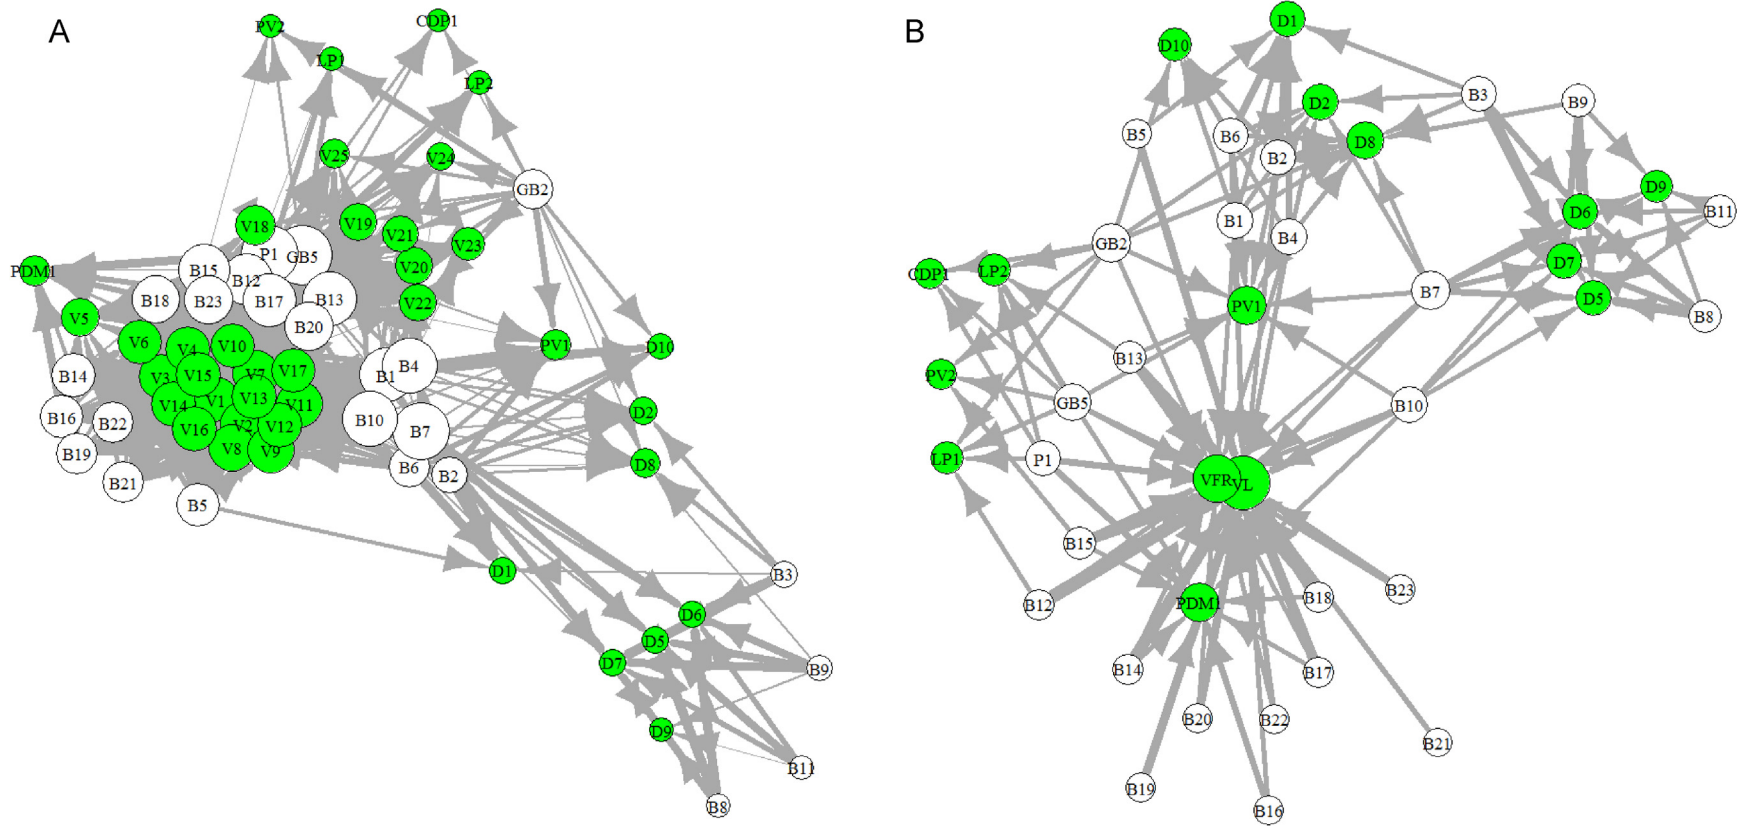 A
PV2
CDP1
LP1
LP2
V25
V24
GB2
V18
V19
V21
V23
P1
GB5
V20
PDM1
B15
B12
B18
B23
B17
B13
V22
V5
B20
V6
V4
V10
PV1
D10
B14
V3
V15
V7
V17
B1
B4
V14
V1
V13
V11
B16
B22
V16
V2
V12
B10
B7
D2
B19
V8
V9
B6
B2
D8
B21
B5
D1
B3
D6
D5
D7
B9
D9
B11
B8
B
D1
D10
D2
B3
B9
B5
B6
D8
B2
D9
B1
D6
B11
B4
GB2
D7
CDP1
LP2
B7
D5
PV1
B8
B13
PV2
GB5
B10
LP1
P1
VFR
VL
B15
B12
PDM1
B18
B23
B14
B17
B20
B22
B21
B19
B16